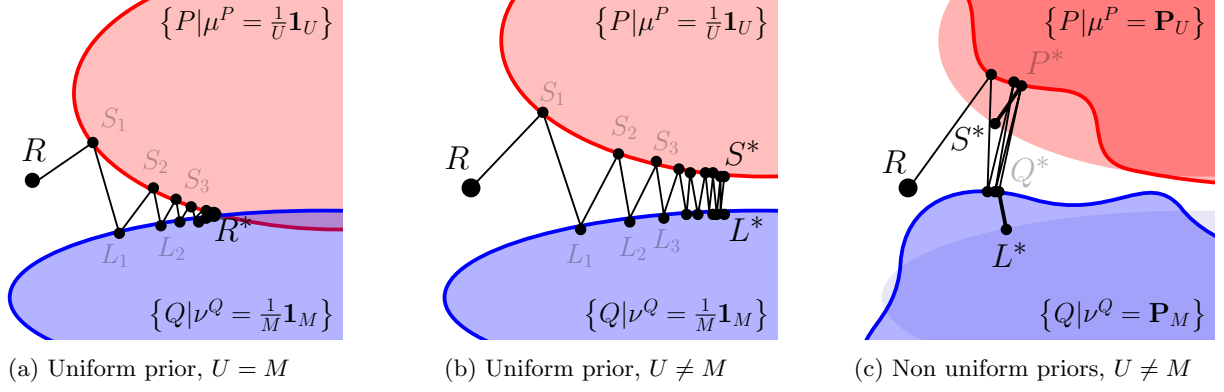 {P|μ^P = 1/U 1_U}
S_1
R
S_2
S_3
R*
L_1
L_2
{Q|ν^Q = 1/M 1_M}
(a) Uniform prior, U = M
{P|μ^P = 1/U 1_U}
S_1
S_2
S_3
S*
R
L_1
L_2
L_3
L*
{Q|ν^Q = 1/M 1_M}
(b) Uniform prior, U ≠ M
{P|μ^P = P_U}
P*
S*
R
Q*
L*
{Q|ν^Q = P_M}
(c) Non uniform priors, U ≠ M